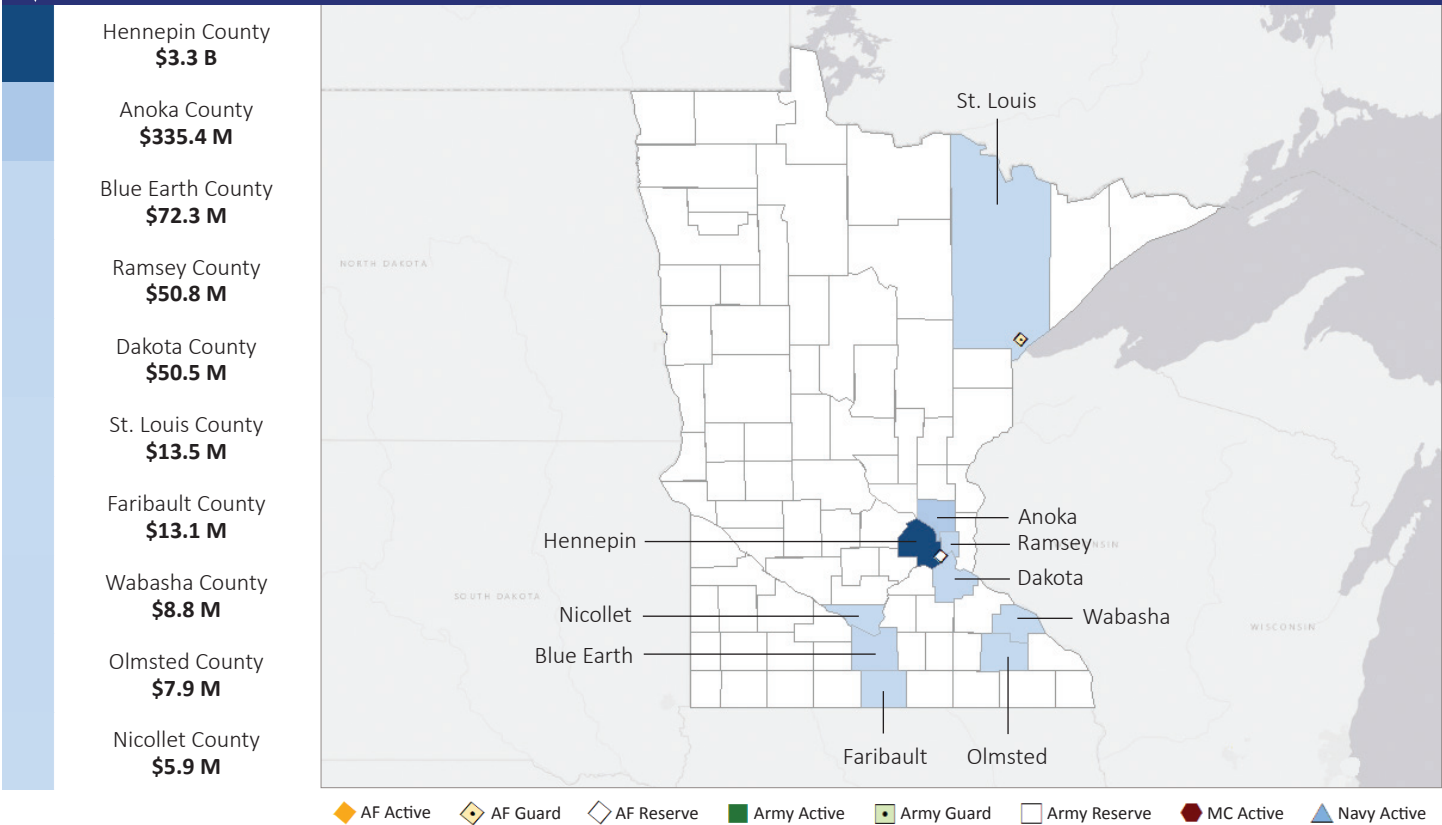 Hennepin County
$3.3 B
Anoka County
$335.4 M
Blue Earth County
$72.3 M
Ramsey County
$50.8 M
Dakota County
$50.5 M
St. Louis County
$13.5 M
Faribault County
$13.1 M
Wabasha County
$8.8 M
Olmsted County
$7.9 M
Nicollet County
$5.9 M
St. Louis
NORTH DAKOTA
Anoka
Hennepin
Ramsey
Dakota
SOUTH DAKOTA
Nicollet
Wabasha
WISCONSIN
Blue Earth
Faribault
Olmsted
AF Active
AF Guard
AF Reserve
Army Active
Army Guard
Army Reserve
MC Active
Navy Active